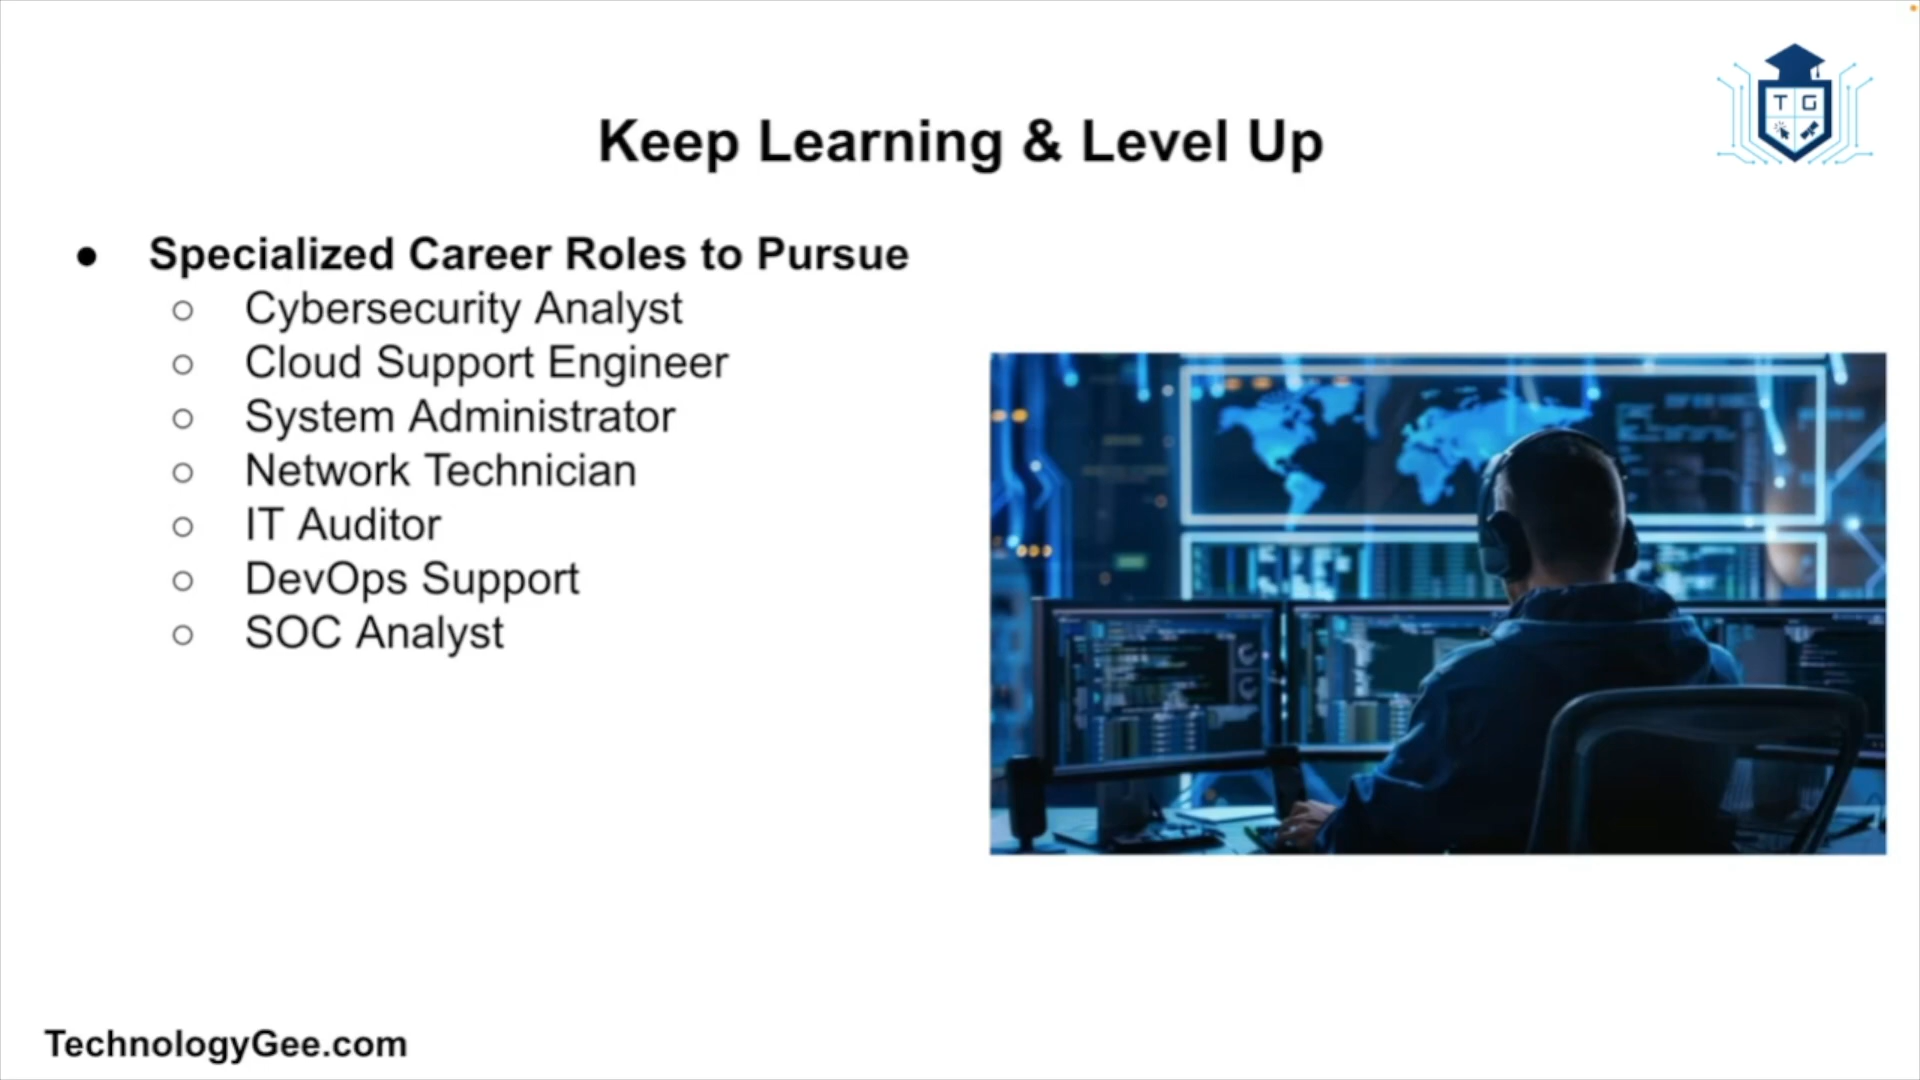 T G
Keep Learning & Level Up
● Specialized Career Roles to Pursue
○ Cybersecurity Analyst
○ Cloud Support Engineer
○ System Administrator
○ Network Technician
○ IT Auditor
○ DevOps Support
○ SOC Analyst
TechnologyGee.com